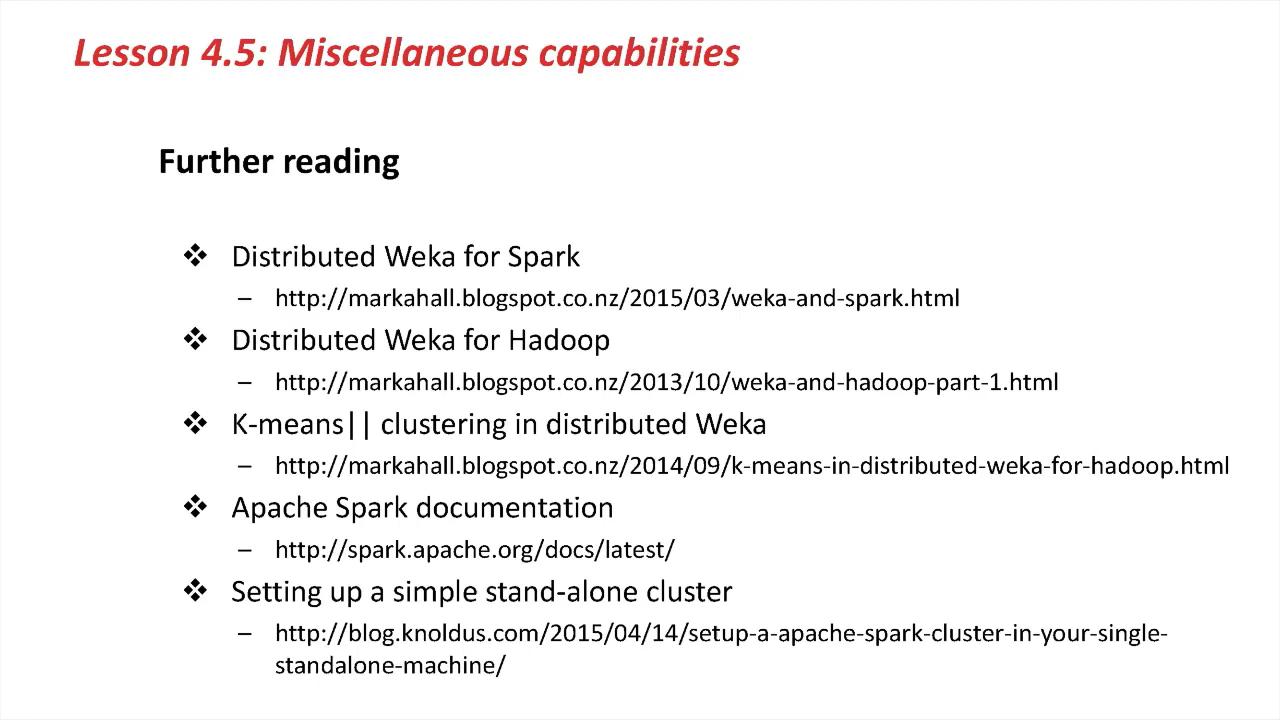 Lesson 4.5: Miscellaneous capabilities
Further reading
❖ Distributed Weka for Spark
– http://markahall.blogspot.co.nz/2015/03/weka-and-spark.html
❖ Distributed Weka for Hadoop
– http://markahall.blogspot.co.nz/2013/10/weka-and-hadoop-part-1.html
❖ K-means|| clustering in distributed Weka
– http://markahall.blogspot.co.nz/2014/09/k-means-in-distributed-weka-for-hadoop.html
❖ Apache Spark documentation
– http://spark.apache.org/docs/latest/
❖ Setting up a simple stand-alone cluster
– http://blog.knoldus.com/2015/04/14/setup-a-apache-spark-cluster-in-your-single-
standalone-machine/